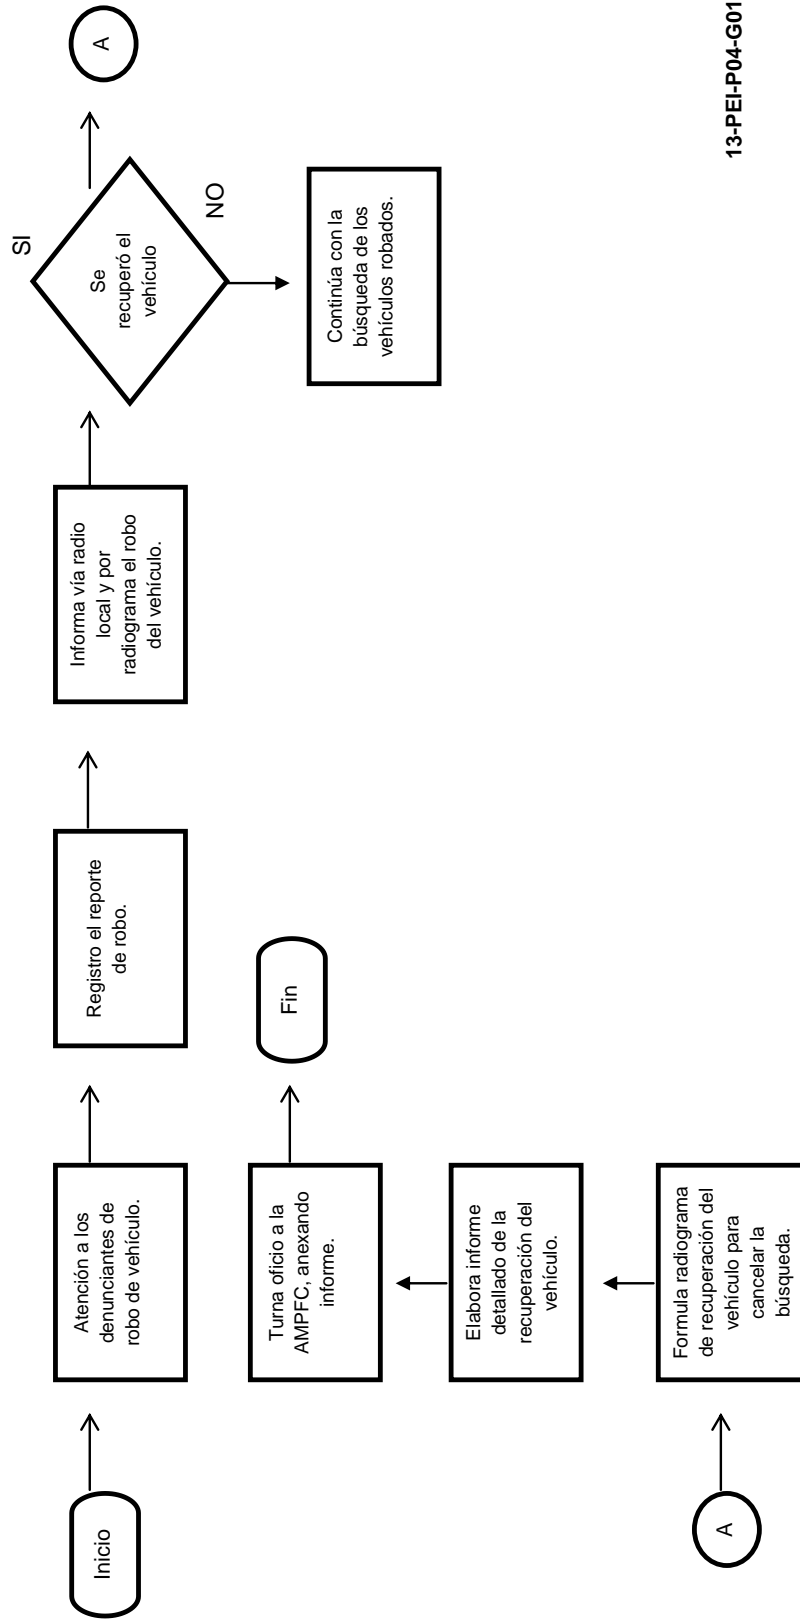 Inicio
Atención a los
denunciantes de
robo de vehículo.
Registro el reporte
de robo.
Informa vía radio
local y por
radiograma el robo
del vehículo.
Se
recuperó el
vehículo
SI
NO
A
Continúa con la
búsqueda de los
vehículos robados.
A
Formula radiograma
de recuperación del
vehículo para
cancelar la
búsqueda.
Elabora informe
detallado de la
recuperación del
vehículo.
Turna oficio a la
AMPFC, anexando
informe.
Fin
13-PEI-P04-G01